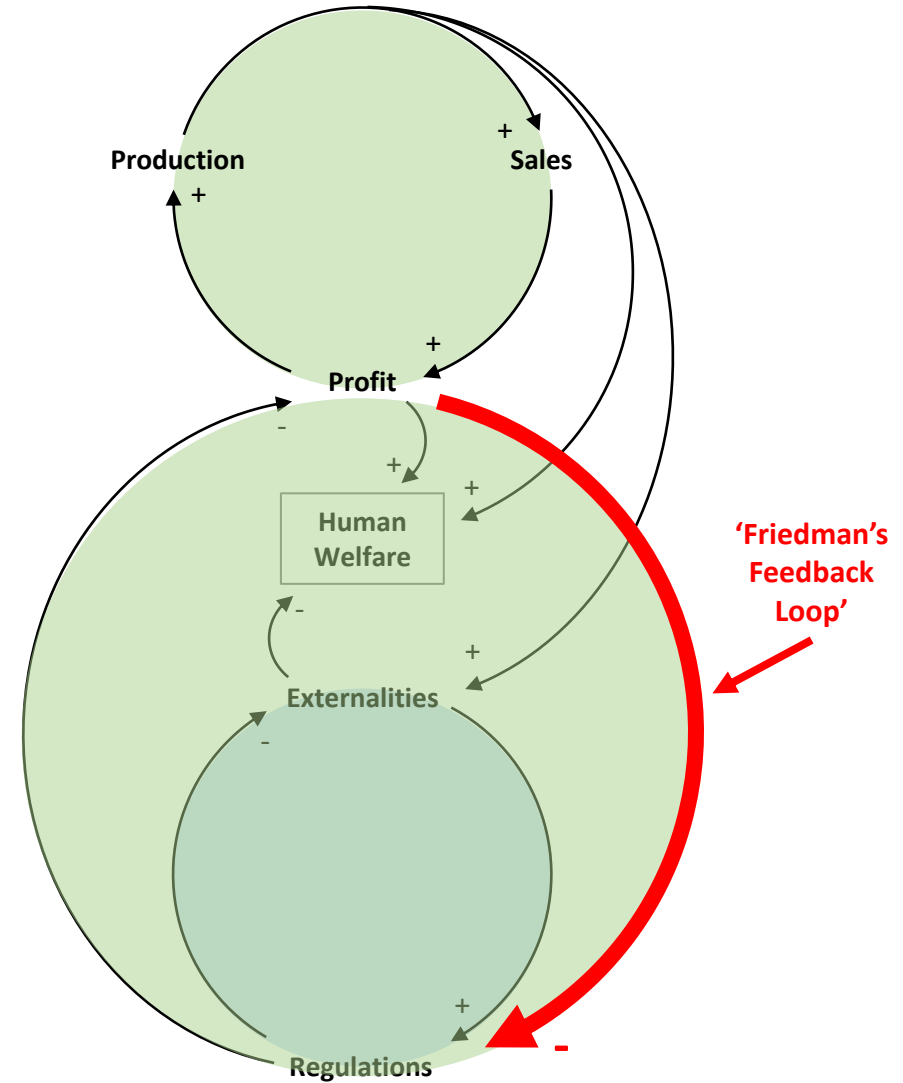 +
Production
Sales
+
+
Profit
-
+
+
Human
Welfare
‘Friedman’s
Feedback
Loop’
-
+
Externalities
-
+
-
Regulations